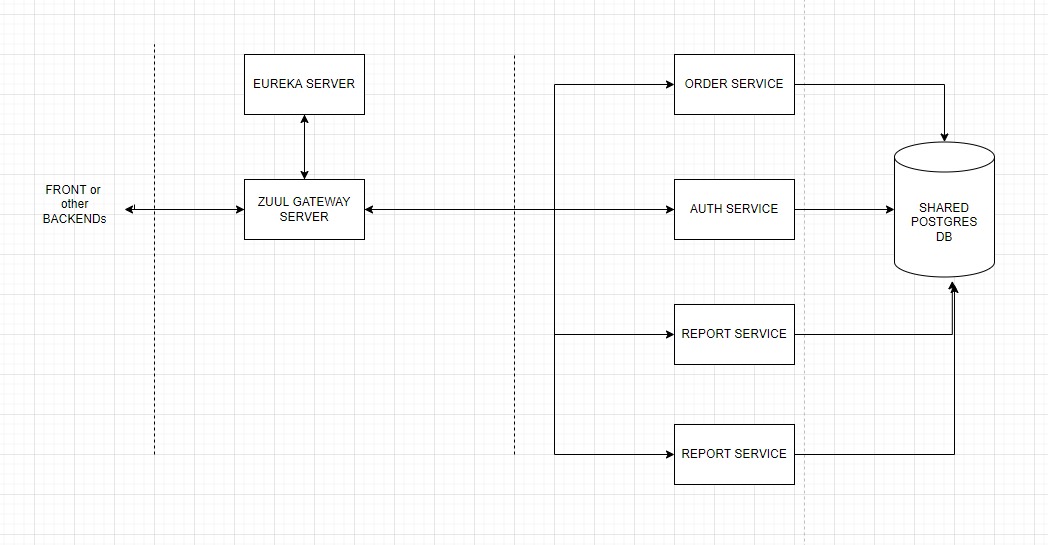 EUREKA SERVER
ORDER SERVICE
FRONT or
other
BACKENDs
ZUUL GATEWAY
SERVER
AUTH SERVICE
SHARED
POSTGRES
DB
REPORT SERVICE
REPORT SERVICE